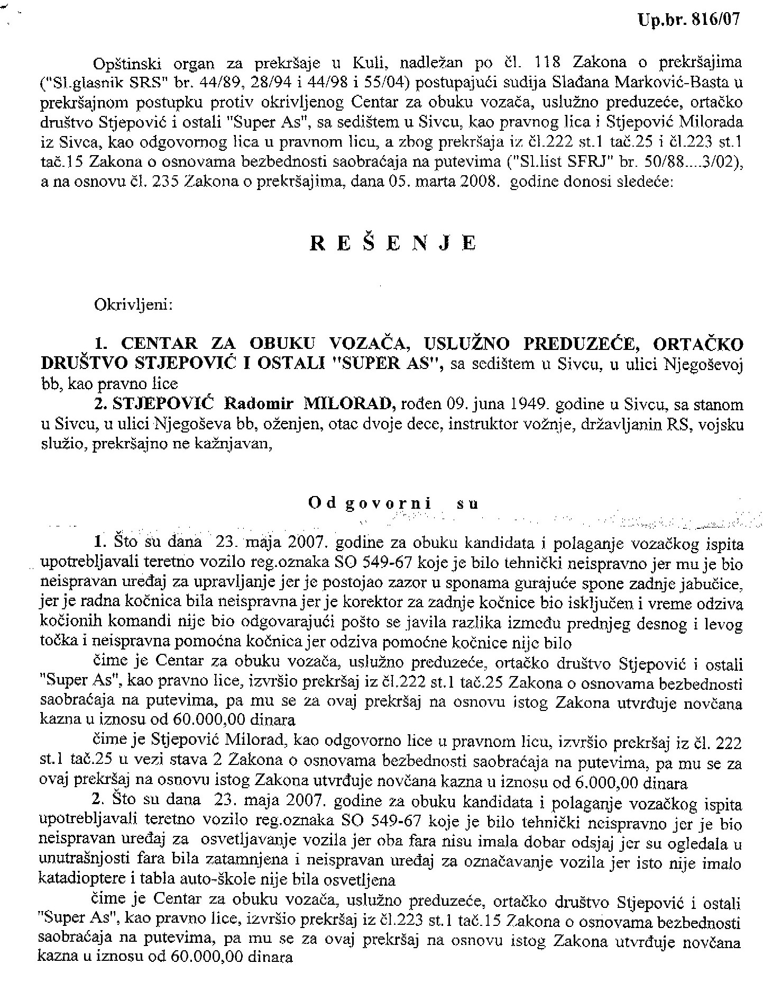 Up.br. 816/07
Opštinski organ za prekršaje u Kuli, nadležan po čl. 118 Zakona o prekršajima
("Sl.glasnik SRS" br. 44/89, 28/94 i 44/98 i 55/04) postupajući sudija Slađana Marković-Basta u
prekršajnom postupku protiv okrivljenog Centar za obuku vozača, uslužno preduzeće, ortačko
društvo Stjepović i ostali "Super As", sa sedištem u Sivcu, kao pravnog lica i Stjepović Milorada
iz Sivca, kao odgovornog lica u pravnom licu, a zbog prekršaja iz čl.222 st.1 tač.25 i čl.223 st.1
tač.15 Zakona o osnovama bezbednosti saobraćaja na putevima ("Sl.list SFRJ" br. 50/88....3/02),
a na osnovu čl. 235 Zakona o prekršajima, dana 05. marta 2008. godine donosi sledeće:
R E Š E N J E
Okrivljeni:
1. CENTAR ZA OBUKU VOZAČA, USLUŽNO PREDUZEĆE, ORTAČKO
DRUŠTVO STJEPOVIĆ I OSTALI "SUPER AS", sa sedištem u Sivcu, u ulici Njegoševoj
bb, kao pravno lice
2. STJEPOVIĆ Radomir MILORAD, rođen 09. juna 1949. godine u Sivcu, sa stanom
u Sivcu, u ulici Njegoševa bb, oženjen, otac dvoje dece, instruktor vožnje, državljanin RS, vojsku
služio, prekršajno ne kažnjavan,
O d g o v o r n i s u
1. Što su dana 23. maja 2007. godine za obuku kandidata i polaganje vozačkog ispita
upotrebljavali teretno vozilo reg.oznaka SO 549-67 koje je bilo tehnički neispravno jer mu je bio
neispravan uređaj za upravljanje jer je postojao zazor u sponama gurajuće spone zadnje jabučice,
jer je radna kočnica bila neispravna jer je korektor za zadnje kočnice bio isključen i vreme odziva
kočionih komandi nije bio odgovarajući pošto se javila razlika između prednjeg desnog i levog
točka i neispravna pomoćna kočnica jer odziva pomoćne kočnice nije bilo
čime je Centar za obuku vozača, uslužno preduzeće, ortačko društvo Stjepović i ostali
"Super As", kao pravno lice, izvršio prekršaj iz čl.222 st.1 tač.25 Zakona o osnovama bezbednosti
saobraćaja na putevima, pa mu se za ovaj prekršaj na osnovu istog Zakona utvrđuje novčana
kazna u iznosu od 60.000,00 dinara
čime je Stjepović Milorad, kao odgovorno lice u pravnom licu, izvršio prekršaj iz čl. 222
st.1 tač.25 u vezi stava 2 Zakona o osnovama bezbednosti saobraćaja na putevima, pa mu se za
ovaj prekršaj na osnovu istog Zakona utvrđuje novčana kazna u iznosu od 6.000,00 dinara
2. Što su dana 23. maja 2007. godine za obuku kandidata i polaganje vozačkog ispita
upotrebljavali teretno vozilo reg.oznaka SO 549-67 koje je bilo tehnički neispravno jer je bio
neispravan uređaj za osvetljavanje vozila jer oba fara nisu imala dobar odsjaj jer su ogledala u
unutrašnjosti fara bila zatamnjena i neispravan uređaj za označavanje vozila jer isto nije imalo
katadioptere i tabla auto-škole nije bila osvetljena
čime je Centar za obuku vozača, uslužno preduzeće, ortačko društvo Stjepović i ostali
"Super As", kao pravno lice, izvršio prekršaj iz čl.223 st.1 tač.15 Zakona o osnovama bezbednosti
saobraćaja na putevima, pa mu se za ovaj prekršaj na osnovu istog Zakona utvrđuje novčana
kazna u iznosu od 60.000,00 dinara